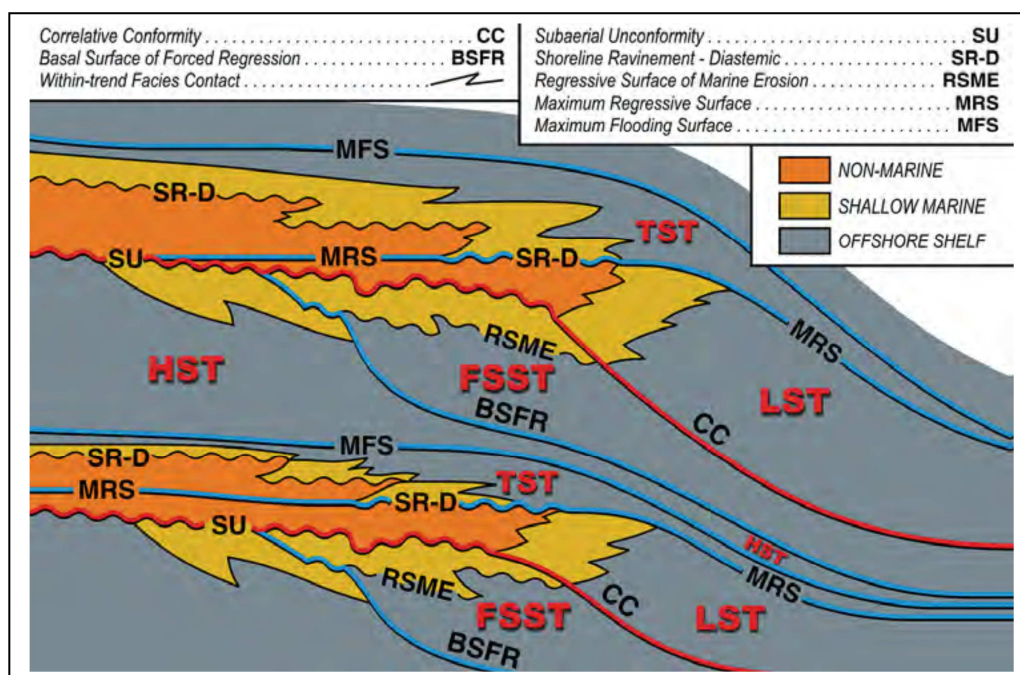 Correlative Conformity . . . . . . . . . . . . . . . . . . . . . . . CC
Basal Surface of Forced Regression . . . . . . . . . . BSFR
Within-trend Facies Contact . . . . . . . . . . . . . . . . .
Subaerial Unconformity . . . . . . . . . . . . . . . . . . . . . . . . . . . SU
Shoreline Ravinement - Diastemic . . . . . . . . . . . . . . SR-D
Regressive Surface of Marine Erosion . . . . . . . . . . RSME
Maximum Regressive Surface . . . . . . . . . . . . . . . . . . . MRS
Maximum Flooding Surface . . . . . . . . . . . . . . . . . . . . . MFS
NON-MARINE
SHALLOW MARINE
OFFSHORE SHELF
MFS
SR-D
TST
SU
MRS
SR-D
RSME
MRS
HST
FSST
LST
BSFR
CC
MFS
SR-D
TST
MRS
SR-D
SU
HST
MRS
RSME
CC
FSST
LST
BSFR